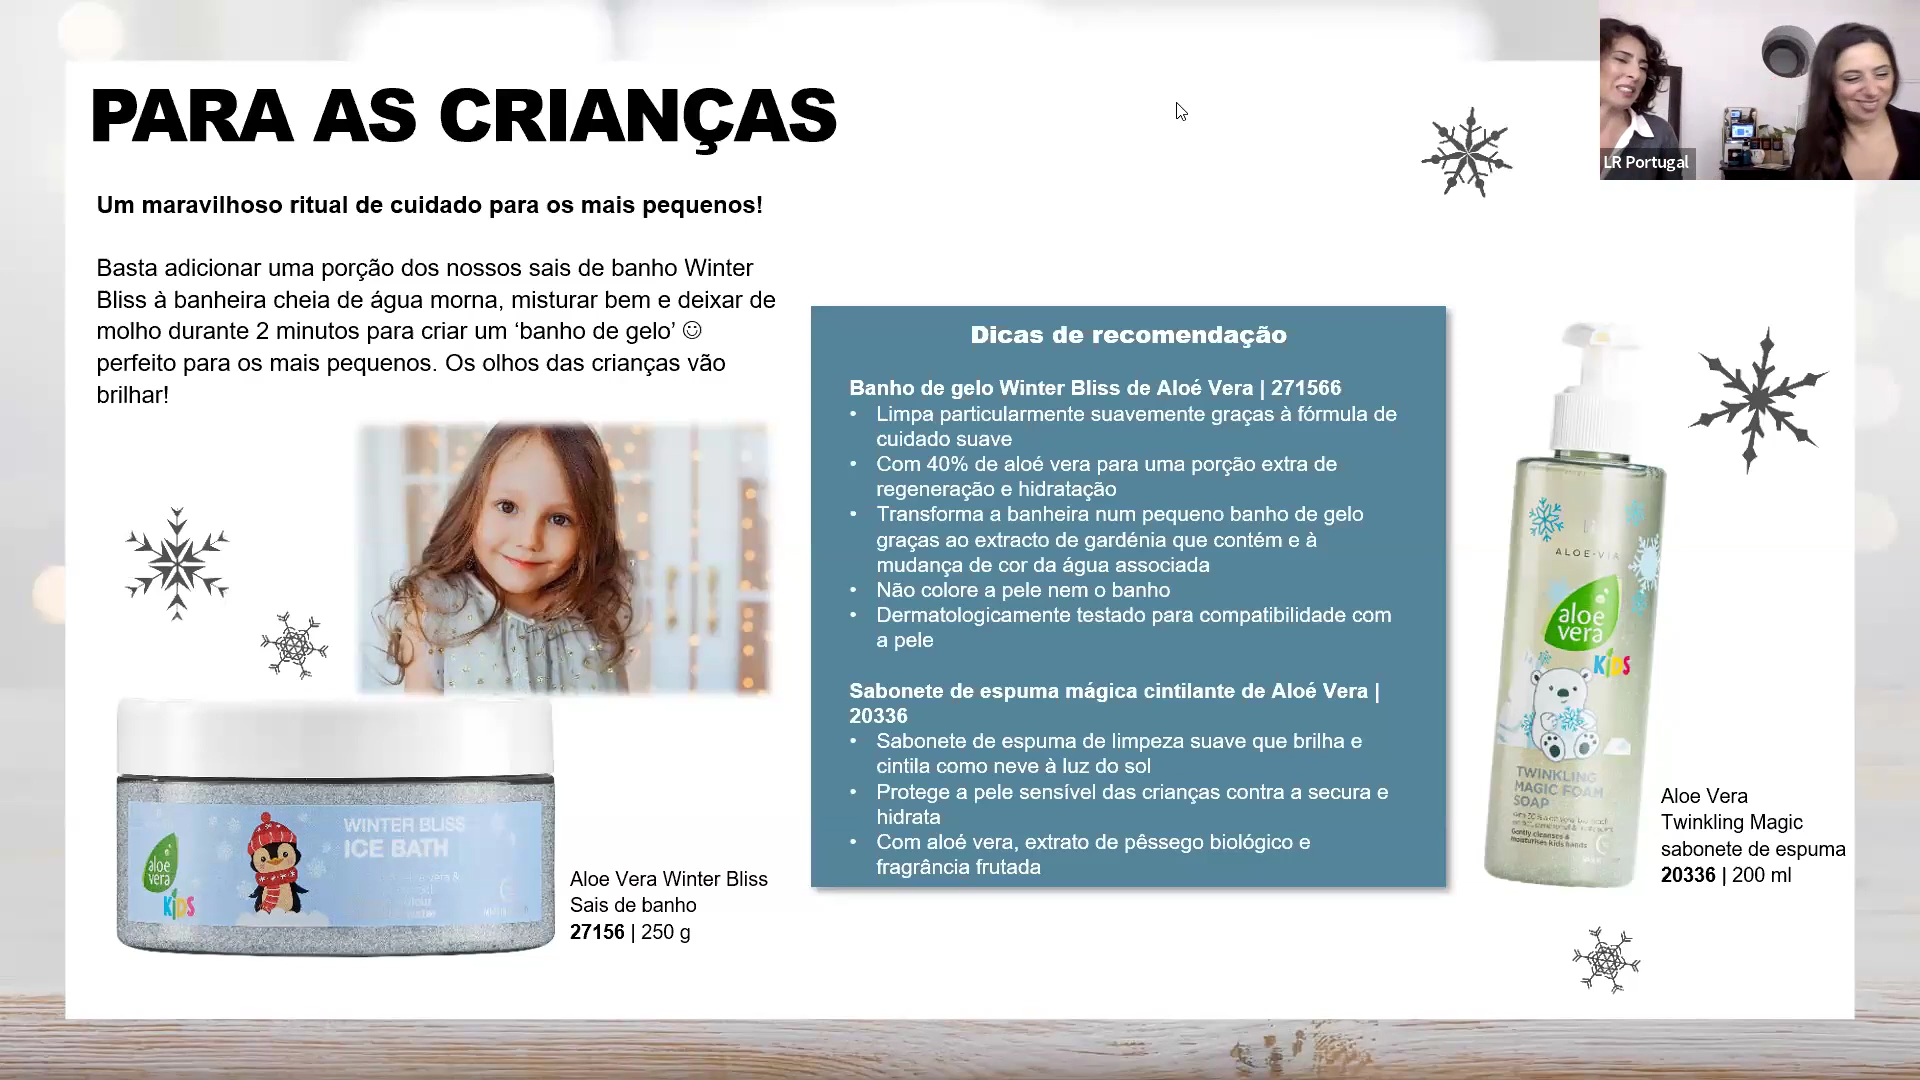 PARA AS CRIANÇAS
LR Portugal
Um maravilhoso ritual de cuidado para os mais pequenos!
Basta adicionar uma porção dos nossos sais de banho Winter
Bliss à banheira cheia de água morna, misturar bem e deixar de
molho durante 2 minutos para criar um ‘banho de gelo’ ☺
perfeito para os mais pequenos. Os olhos das crianças vão
brilhar!
Dicas de recomendação
Banho de gelo Winter Bliss de Aloé Vera | 271566
• Limpa particularmente suavemente graças à fórmula de
cuidado suave
• Com 40% de aloé vera para uma porção extra de
regeneração e hidratação
• Transforma a banheira num pequeno banho de gelo
graças ao extracto de gardénia que contém e à
mudança de cor da água associada
• Não colore a pele nem o banho
• Dermatologicamente testado para compatibilidade com
a pele
Sabonete de espuma mágica cintilante de Aloé Vera |
20336
• Sabonete de espuma de limpeza suave que brilha e
cintila como neve à luz do sol
• Protege a pele sensível das crianças contra a secura e
hidrata
• Com aloé vera, extrato de pêssego biológico e
fragrância frutada
aloe
vera
KiDS
WINTER BLISS
ICE BATH
Aloe Vera Winter Bliss
Sais de banho
27156 | 250 g
ALOE·VIA
aloe
vera
KiDS
TWINKLING
MAGIC FOAM
SOAP
Gently cleanses &
moisturises kids hands
Aloe Vera
Twinkling Magic
sabonete de espuma
20336 | 200 ml